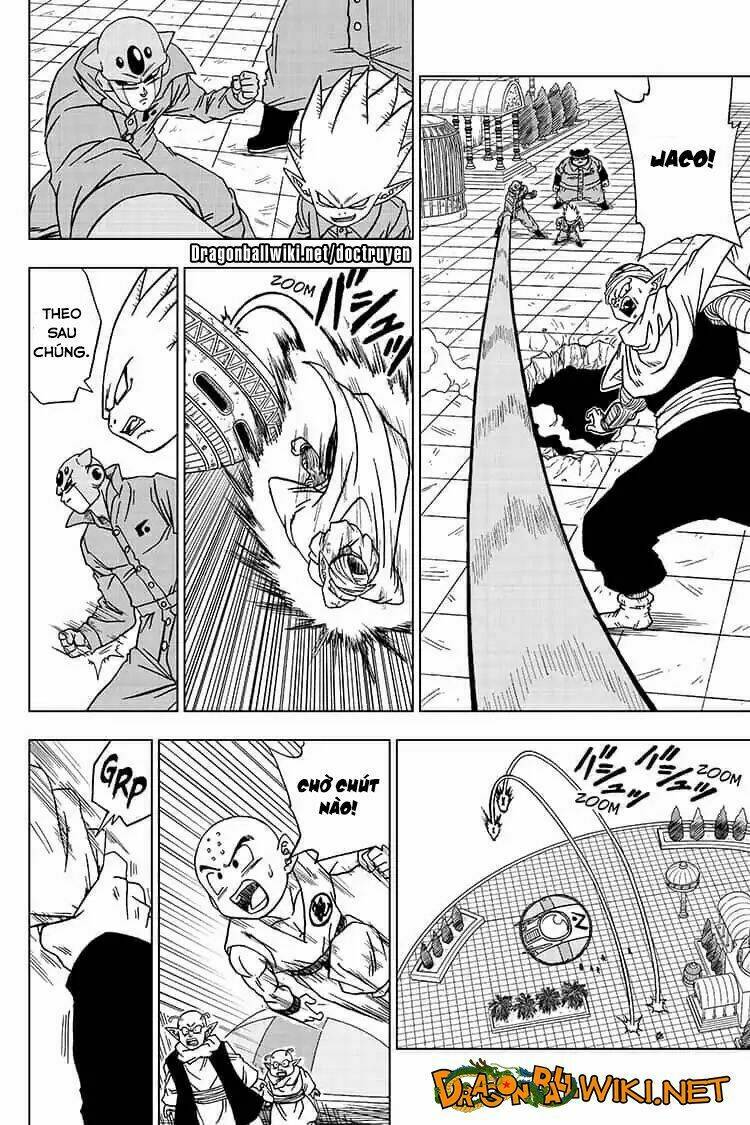 JACO!
Dragonballwiki.net/doctruyen
ZOOM
バシュッ
THEO
SAU
CHÚNG.
バシュッ
バシュッ
ZOOM
ZOOM
CHỜ CHÚT
NÀO!
GRP
DRAGONBALLWIKI.NET